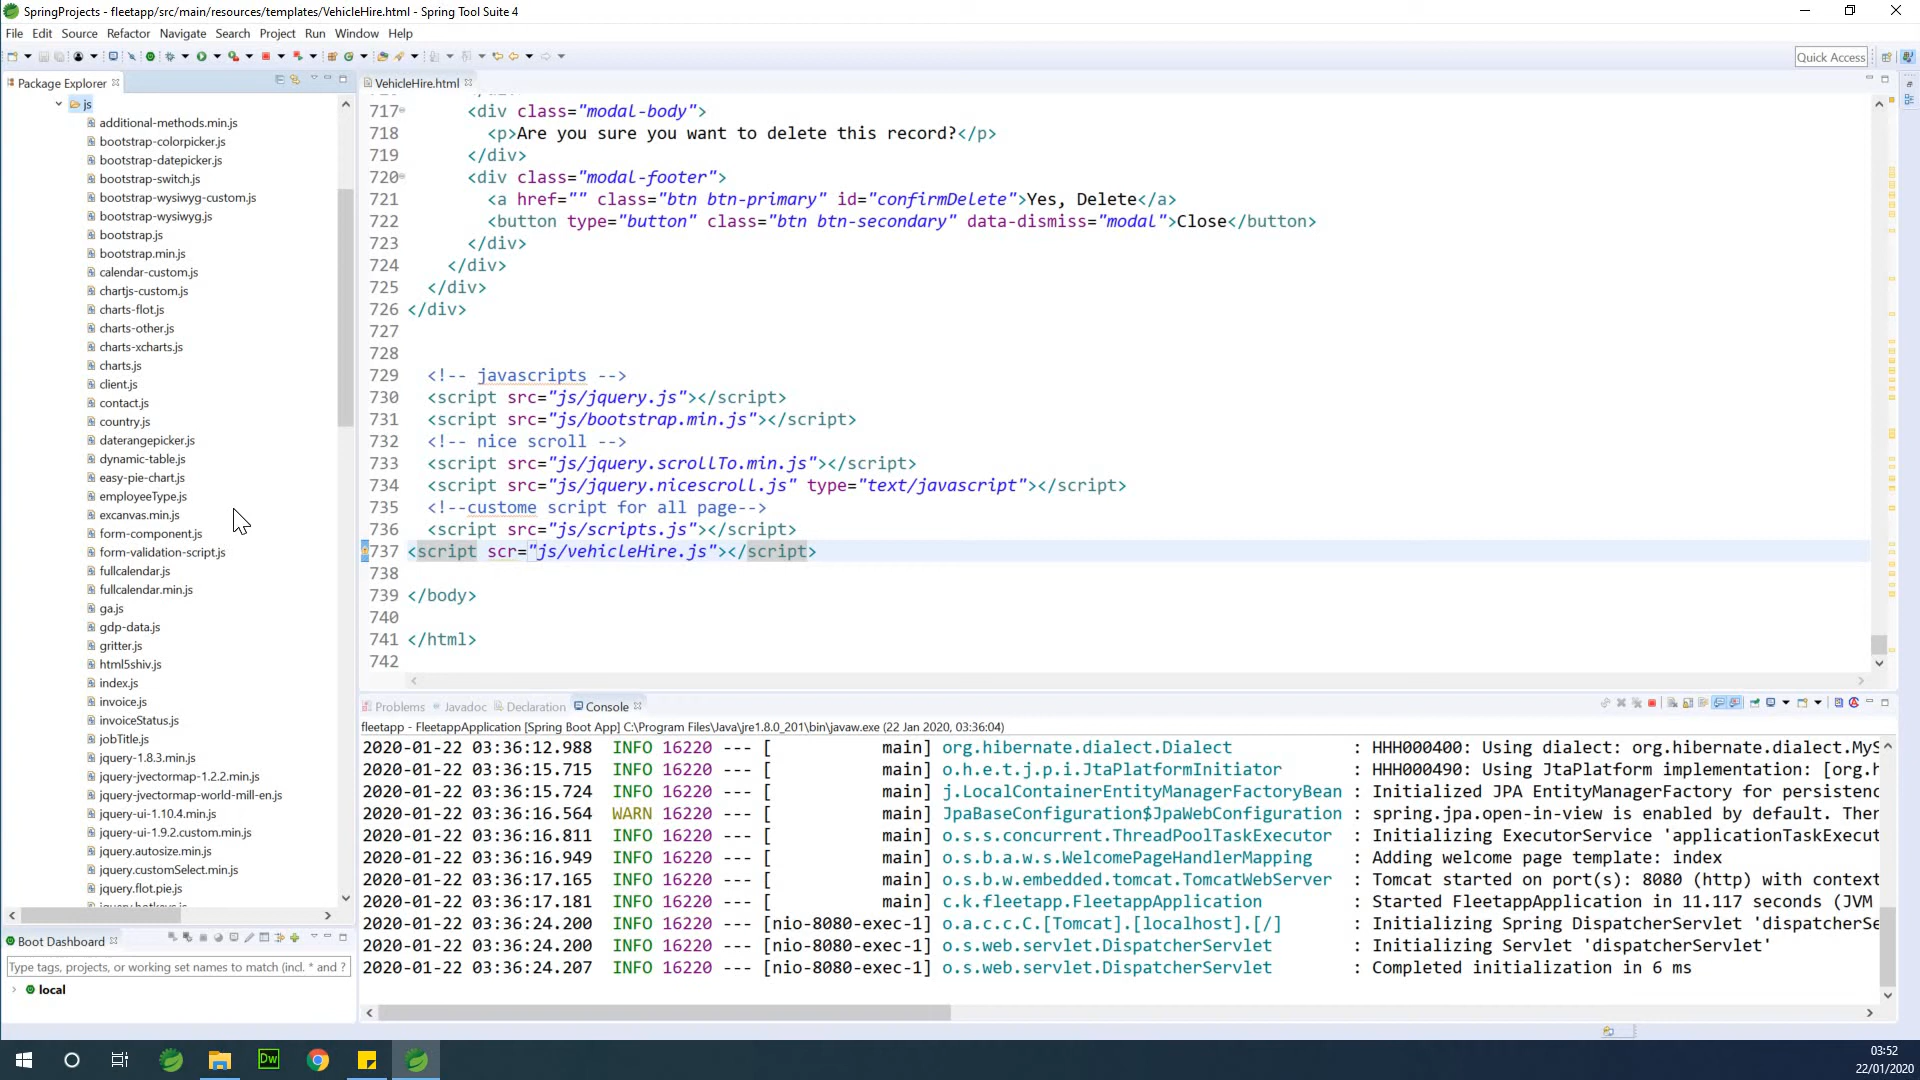 SpringProjects - fleetapp/src/main/resources/templates/VehicleHire.html - Spring Tool Suite 4
File Edit Source Refactor Navigate Search Project Run Window Help
Quick Access
Package Explorer
js
additional-methods.min.js
bootstrap-colorpicker.js
bootstrap-datepicker.js
bootstrap-switch.js
bootstrap-wysiwyg-custom.js
bootstrap-wysiwyg.js
bootstrap.js
bootstrap.min.js
calendar-custom.js
chartjs-custom.js
charts-flot.js
charts-other.js
charts-xcharts.js
charts.js
client.js
contact.js
country.js
daterangepicker.js
dynamic-table.js
easy-pie-chart.js
employeeType.js
excanvas.min.js
form-component.js
form-validation-script.js
fullcalendar.js
fullcalendar.min.js
ga.js
gdp-data.js
gritter.js
html5shiv.js
index.js
invoice.js
invoiceStatus.js
jobTitle.js
jquery-1.8.3.min.js
jquery-jvectormap-1.2.2.min.js
jquery-jvectormap-world-mill-en.js
jquery-ui-1.10.4.min.js
jquery-ui-1.9.2.custom.min.js
jquery.autosize.min.js
jquery.customSelect.min.js
jquery.flot.pie.js
Boot Dashboard
Type tags, projects, or working set names to match (incl. * and ?
local
VehicleHire.html
717 <div class="modal-body">
718 <p>Are you sure you want to delete this record?</p>
719 </div>
720 <div class="modal-footer">
721 <a href="" class="btn btn-primary" id="confirmDelete">Yes, Delete</a>
722 <button type="button" class="btn btn-secondary" data-dismiss="modal">Close</button>
723 </div>
724 </div>
725 </div>
726 </div>
727
728
729 <!-- javascripts -->
730 <script src="js/jquery.js"></script>
731 <script src="js/bootstrap.min.js"></script>
732 <!-- nice scroll -->
733 <script src="js/jquery.scrollTo.min.js"></script>
734 <script src="js/jquery.nicescroll.js" type="text/javascript"></script>
735 <!--custome script for all page-->
736 <script src="js/scripts.js"></script>
737 <script scr="js/vehicleHire.js"></script>
738
739 </body>
740
741 </html>
742
Problems Javadoc Declaration Console
fleetapp - FleetappApplication [Spring Boot App] C:\Program Files\Java\jre1.8.0_201\bin\javaw.exe (22 Jan 2020, 03:36:04)
2020-01-22 03:36:12.988 INFO 16220 --- [ main] org.hibernate.dialect.Dialect : HHH000400: Using dialect: org.hibernate.dialect.MyS
2020-01-22 03:36:15.715 INFO 16220 --- [ main] o.h.e.t.j.p.i.JtaPlatformInitiator : HHH000490: Using JtaPlatform implementation: [org.h
2020-01-22 03:36:15.724 INFO 16220 --- [ main] j.LocalContainerEntityManagerFactoryBean : Initialized JPA EntityManagerFactory for persistenc
2020-01-22 03:36:16.564 WARN 16220 --- [ main] JpaBaseConfiguration$JpaWebConfiguration : spring.jpa.open-in-view is enabled by default. Ther
2020-01-22 03:36:16.811 INFO 16220 --- [ main] o.s.s.concurrent.ThreadPoolTaskExecutor : Initializing ExecutorService 'applicationTaskExecut
2020-01-22 03:36:16.949 INFO 16220 --- [ main] o.s.b.a.w.s.WelcomePageHandlerMapping : Adding welcome page template: index
2020-01-22 03:36:17.165 INFO 16220 --- [ main] o.s.b.w.embedded.tomcat.TomcatWebServer : Tomcat started on port(s): 8080 (http) with context
2020-01-22 03:36:17.181 INFO 16220 --- [ main] c.k.fleetapp.FleetappApplication : Started FleetappApplication in 11.117 seconds (JVM
2020-01-22 03:36:24.200 INFO 16220 --- [nio-8080-exec-1] o.a.c.c.C.[Tomcat].[localhost].[/] : Initializing Spring DispatcherServlet 'dispatcherSe
2020-01-22 03:36:24.200 INFO 16220 --- [nio-8080-exec-1] o.s.web.servlet.DispatcherServlet : Initializing Servlet 'dispatcherServlet'
2020-01-22 03:36:24.207 INFO 16220 --- [nio-8080-exec-1] o.s.web.servlet.DispatcherServlet : Completed initialization in 6 ms
Dw
03:52
22/01/2020